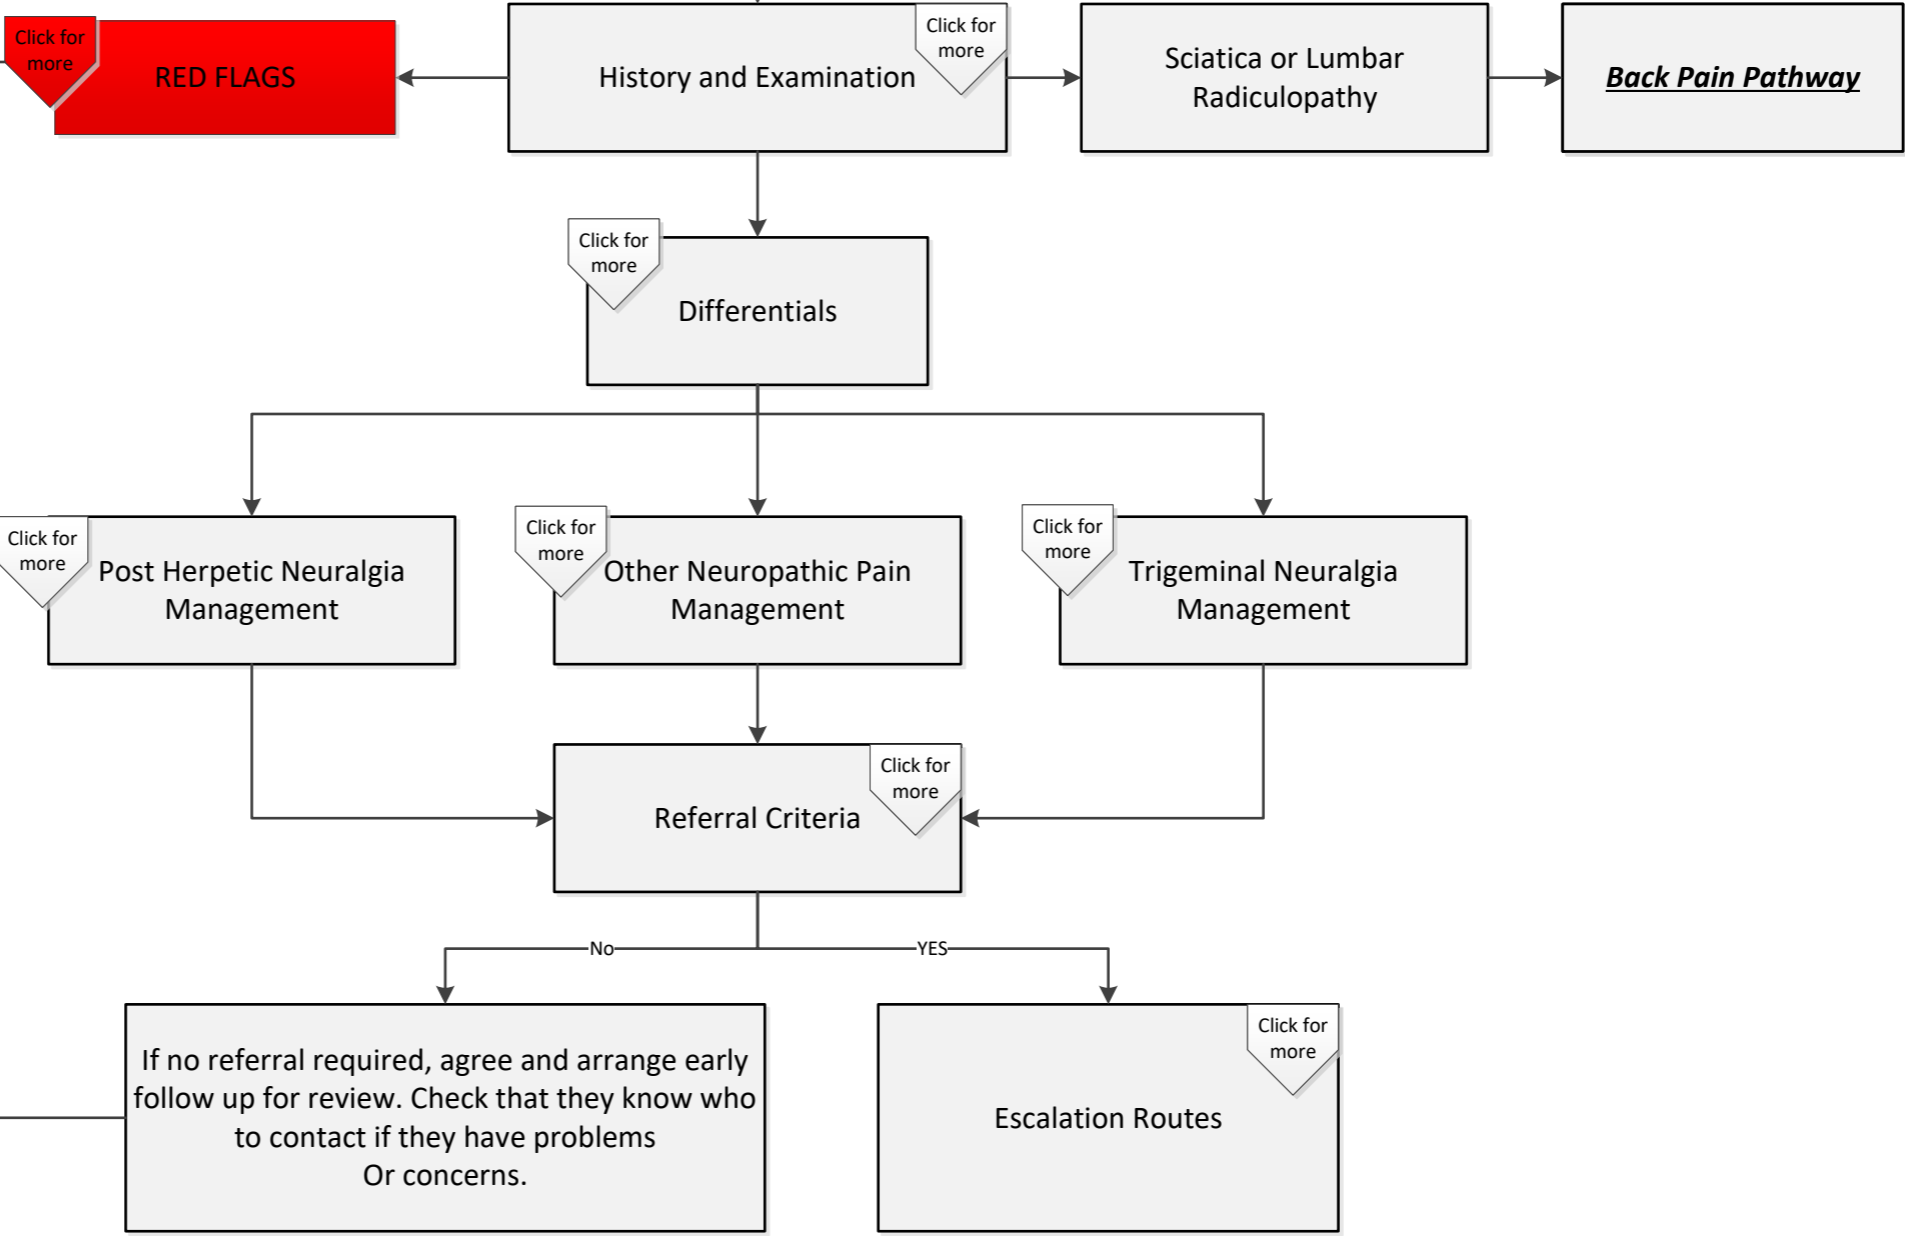 Click for
more
RED FLAGS
History and Examination
Click for
more
Sciatica or Lumbar
Radiculopathy
Back Pain Pathway
Click for
more
Differentials
Click for
more
Post Herpetic Neuralgia
Management
Click for
more
Other Neuropathic Pain
Management
Click for
more
Trigeminal Neuralgia
Management
Referral Criteria
Click for
more
No
YES
If no referral required, agree and arrange early
follow up for review. Check that they know who
to contact if they have problems
Or concerns.
Escalation Routes
Click for
more